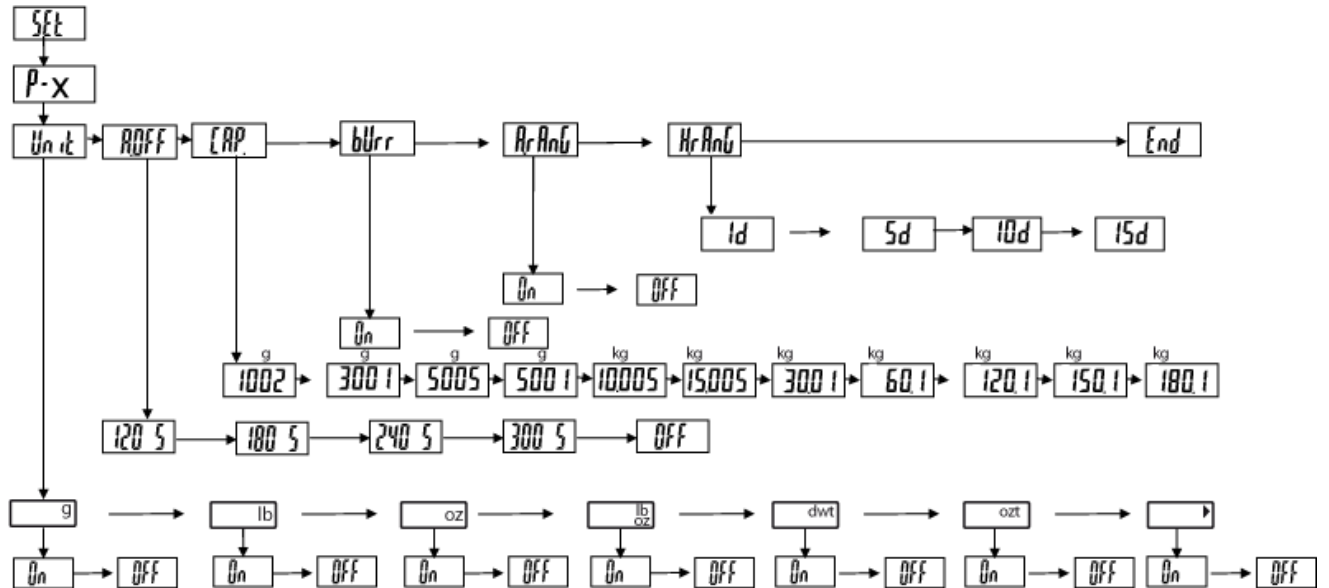 SEt
P-X
Unit A.OFF CAP. bUrr A.rAnG H.rAnG End
1d 5d 10d 15d
On OFF
On OFF
g g g g kg kg kg kg kg kg kg
1002 3001 5005 5001 10.005 15.005 30.01 60.1 120.1 150.1 180.1
120 S 180 S 240 S 300 S OFF
g lb oz lb oz dwt ozt
On OFF On OFF On OFF On OFF On OFF On OFF On OFF